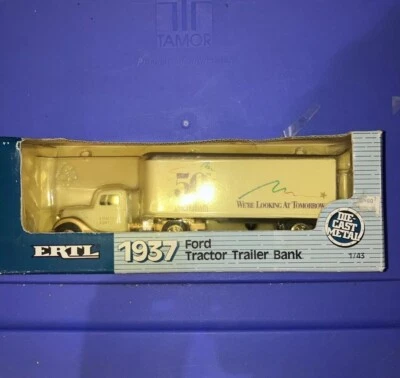 TAMOR
50
WE'RE LOOKING AT TOMORROW
DIE
CAST
METAL
ERTL
1937 Ford
Tractor Trailer Bank
1/43